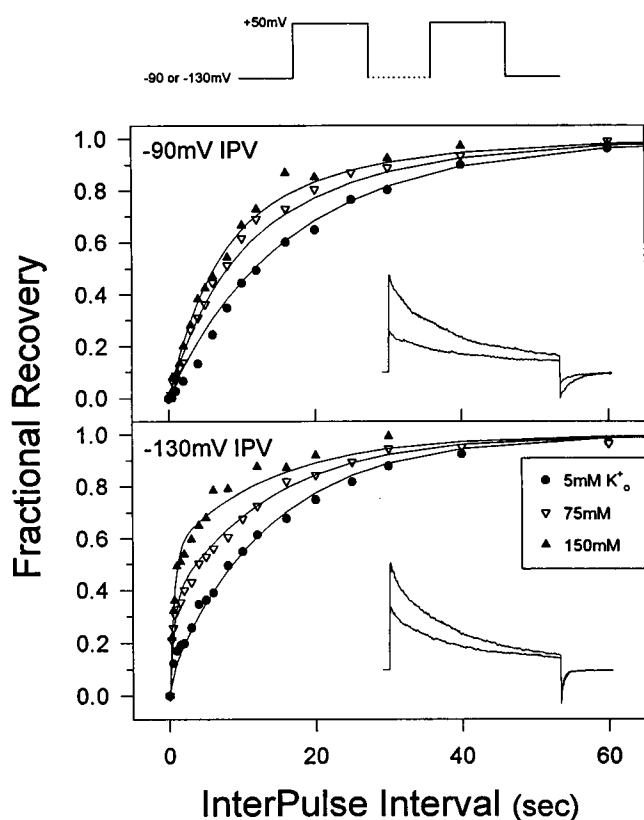 +50mV
-90 or -130mV
-90mV IPV
1.0
0.8
0.6
0.4
0.2
0.0
Fractional Recovery
-130mV IPV
1.0
0.8
0.6
0.4
0.2
0.0
5mM K⁺ₒ
75mM
150mM
0 20 40 60
InterPulse Interval (sec)